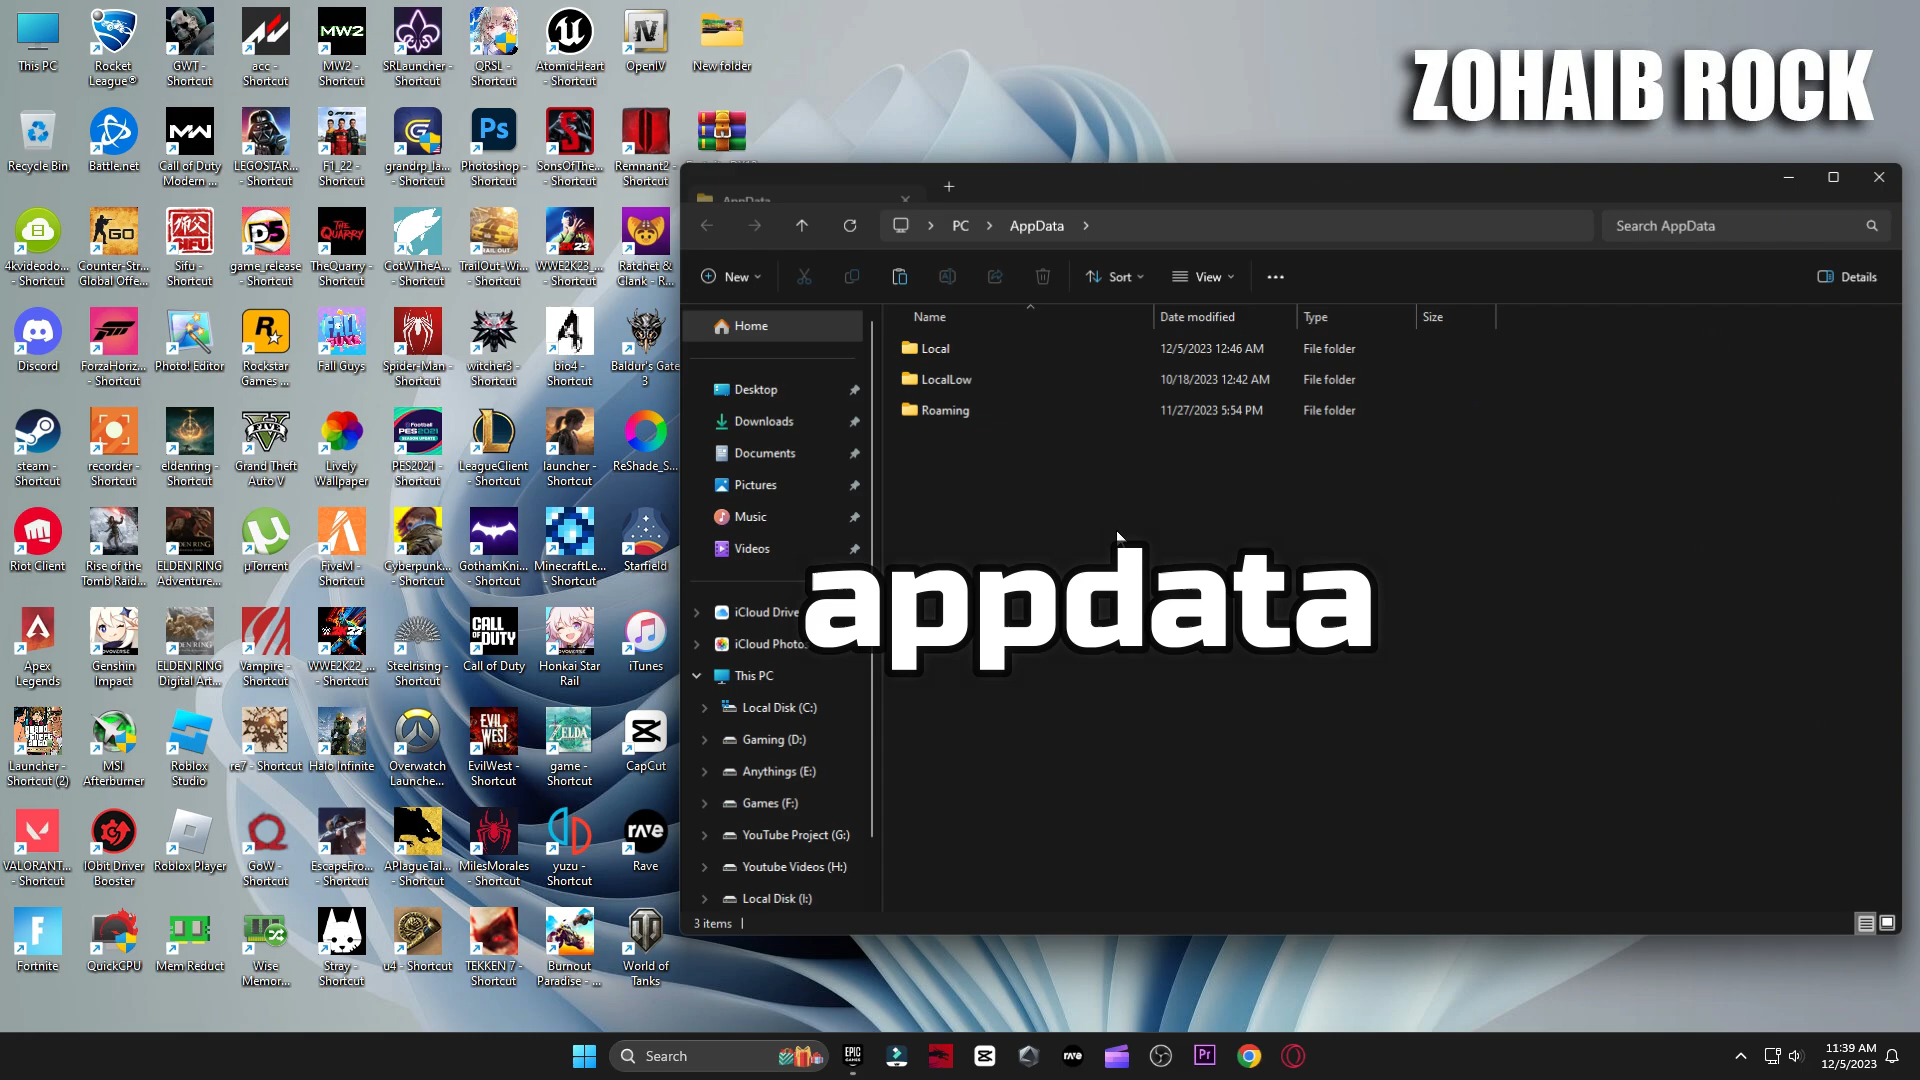 ZOHAIB ROCK
This PC
Rocket League®
GWT - Shortcut
acc - Shortcut
MW2 - Shortcut
SRLauncher - Shortcut
QRSL - Shortcut
AtomicHeart - Shortcut
OpenIV
New folder
Recycle Bin
Battle.net
Call of Duty Modern ...
LEGOSTAR... - Shortcut
F1_22 - Shortcut
grandrp_la... - Shortcut
Photoshop - Shortcut
SonsOfThe... - Shortcut
Remnant2 - Shortcut
4kvideodo... - Shortcut
Counter-Str... Global Offe...
Sifu - Shortcut
game_release - Shortcut
TheQuarry - Shortcut
CotWTheA... - Shortcut
TrailOut-Wi... - Shortcut
WWE2K23_... - Shortcut
Ratchet & Clank - R...
Discord
ForzaHoriz... - Shortcut
Photo! Editor
Rockstar Games ...
Fall Guys
Spider-Man - Shortcut
witcher3 - Shortcut
bio4 - Shortcut
Baldur's Gate 3
steam - Shortcut
recorder - Shortcut
eldenring - Shortcut
Grand Theft Auto V
Lively Wallpaper
PES2021 - Shortcut
LeagueClient - Shortcut
launcher - Shortcut
ReShade_S...
Riot Client
Rise of the Tomb Raid...
ELDEN RING Adventure...
µTorrent
FiveM - Shortcut
Cyberpunk... - Shortcut
GothamKni... - Shortcut
MinecraftLe... - Shortcut
Starfield
Apex Legends
Genshin Impact
ELDEN RING Digital Art...
Vampire - Shortcut
WWE2K22_... - Shortcut
Steelrising - Shortcut
Call of Duty
Honkai Star Rail
iTunes
Launcher - Shortcut (2)
MSI Afterburner
Roblox Studio
re7 - Shortcut
Halo Infinite
Overwatch Launche...
EvilWest - Shortcut
game - Shortcut
CapCut
VALORANT... - Shortcut
IObit Driver Booster
Roblox Player
GoW - Shortcut
EscapeFro... - Shortcut
APlagueTal... - Shortcut
MilesMorales - Shortcut
yuzu - Shortcut
Rave
Fortnite
QuickCPU
Mem Reduct
Wise Memor...
Stray - Shortcut
u4 - Shortcut
TEKKEN 7 - Shortcut
Burnout Paradise - ...
World of Tanks
AppData
PC > AppData >
Search AppData
New
Sort
View
Details
Home
Desktop
Downloads
Documents
Pictures
Music
Videos
iCloud Drive
iCloud Photo
This PC
Local Disk (C:)
Gaming (D:)
Anythings (E:)
Games (F:)
YouTube Project (G:)
Youtube Videos (H:)
Local Disk (I:)
Name Date modified Type Size
Local 12/5/2023 12:46 AM File folder
LocalLow 10/18/2023 12:42 AM File folder
Roaming 11/27/2023 5:54 PM File folder
appdata
3 items
Search
11:39 AM
12/5/2023